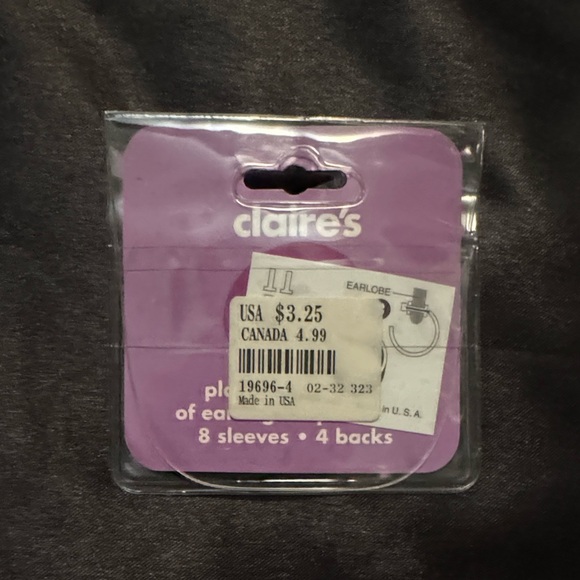 claire's
EARLOBE
USA $3.25
CANADA 4.99
19696-4 02-32 323
Made in USA
in U.S.A.
of
8 sleeves • 4 backs